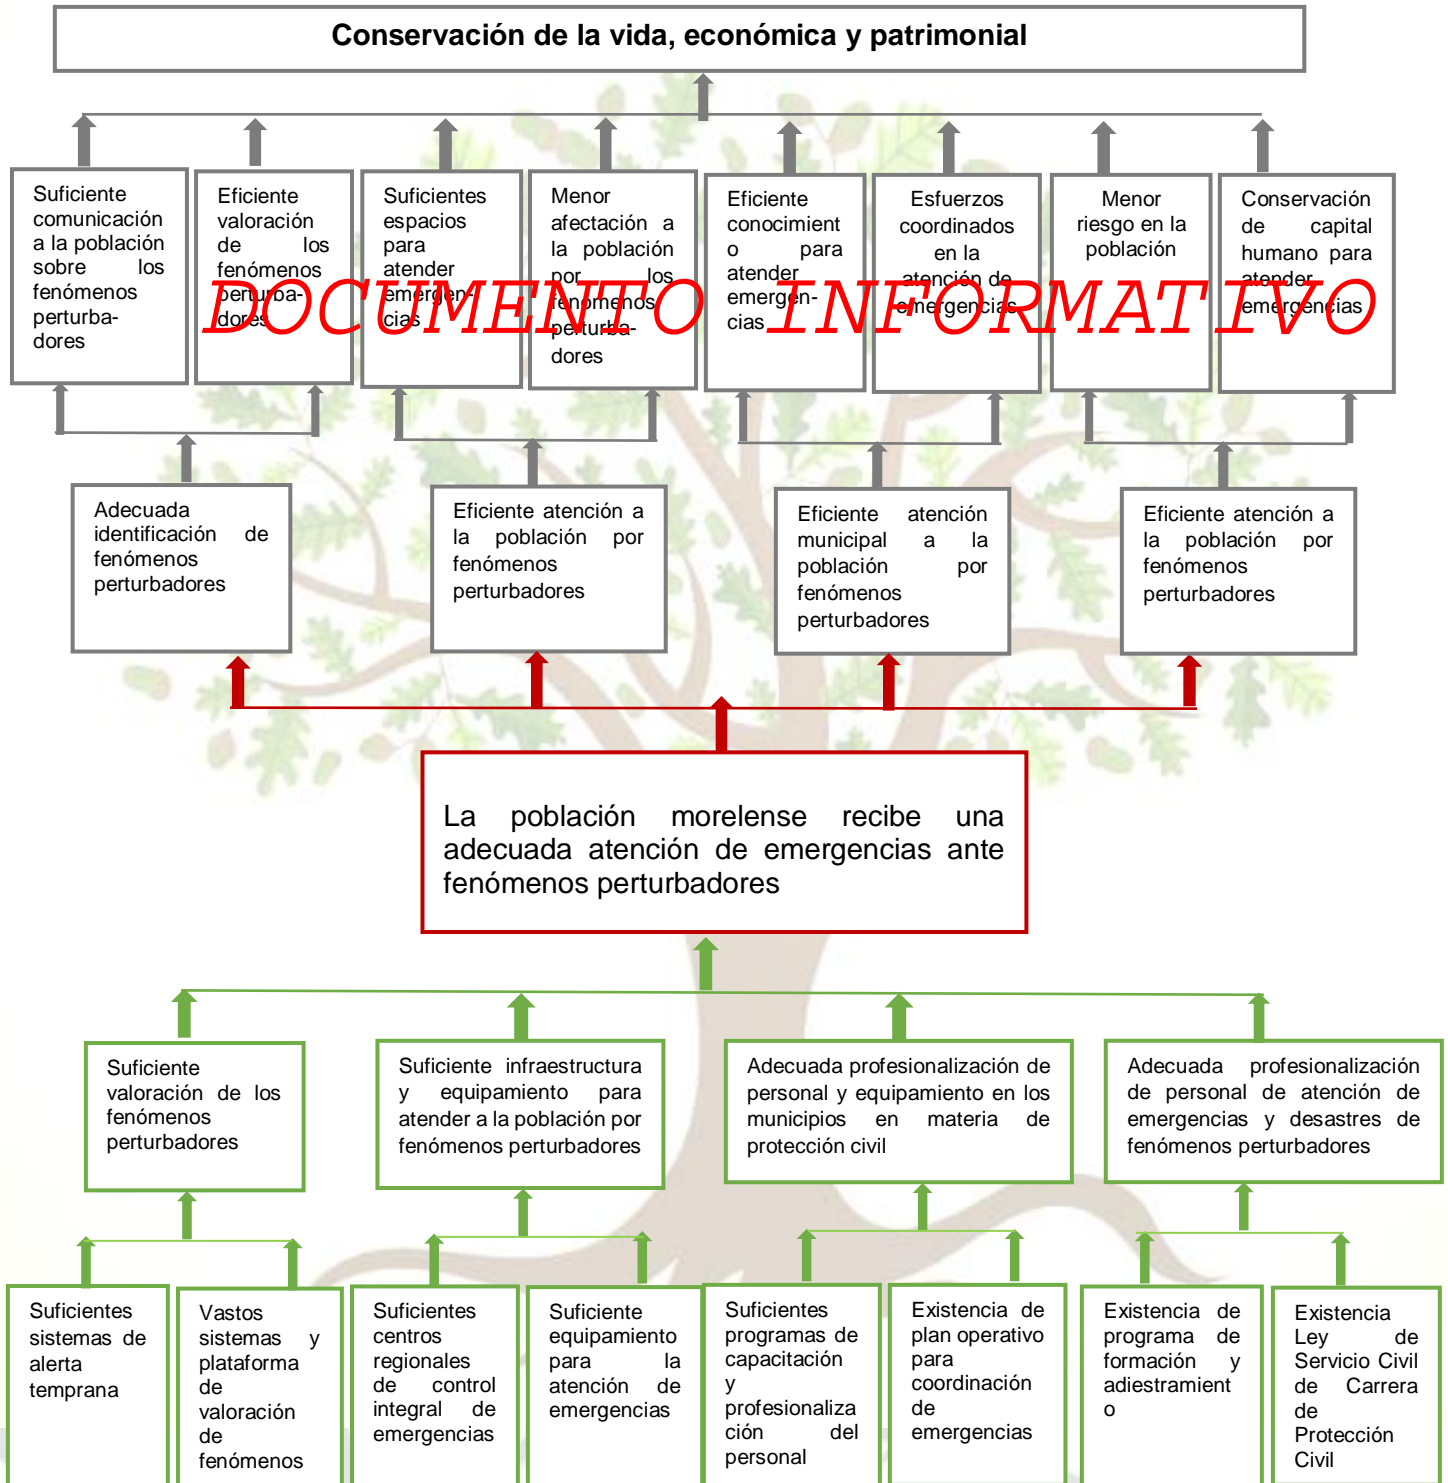 Conservación de la vida, económica y patrimonial
Suficiente
comunicación
a la población
sobre los
fenómenos
perturba-
dores
Eficiente
valoración
de los
fenómenos
perturba-
dores
Suficientes
espacios
para
atender
emergen-
cias
Menor
afectación a
la población
por los
fenómenos
perturba-
dores
Eficiente
conocimient
o para
atender
emergen-
cias
Esfuerzos
coordinados
en la
atención de
emergencias
Menor
riesgo en la
población
Conservación
de capital
humano para
atender
emergencias
DOCUMENTO INFORMATIVO
Adecuada
identificación de
fenómenos
perturbadores
Eficiente atención a
la población por
fenómenos
perturbadores
Eficiente atención
municipal a la
población por
fenómenos
perturbadores
Eficiente atención a
la población por
fenómenos
perturbadores
La población morelense recibe una
adecuada atención de emergencias ante
fenómenos perturbadores
Suficiente
valoración de los
fenómenos
perturbadores
Suficiente infraestructura
y equipamiento para
atender a la población por
fenómenos perturbadores
Adecuada profesionalización de
personal y equipamiento en los
municipios en materia de
protección civil
Adecuada profesionalización
de personal de atención de
emergencias y desastres de
fenómenos perturbadores
Suficientes
sistemas de
alerta
temprana
Vastos
sistemas y
plataforma
de
valoración
de
fenómenos
Suficientes
centros
regionales
de control
integral de
emergencias
Suficiente
equipamiento
para la
atención de
emergencias
Suficientes
programas de
capacitación
y
profesionaliza
ción del
personal
Existencia de
plan operativo
para
coordinación
de
emergencias
Existencia de
programa de
formación y
adiestramient
o
Existencia
Ley de
Servicio Civil
de Carrera
de
Protección
Civil